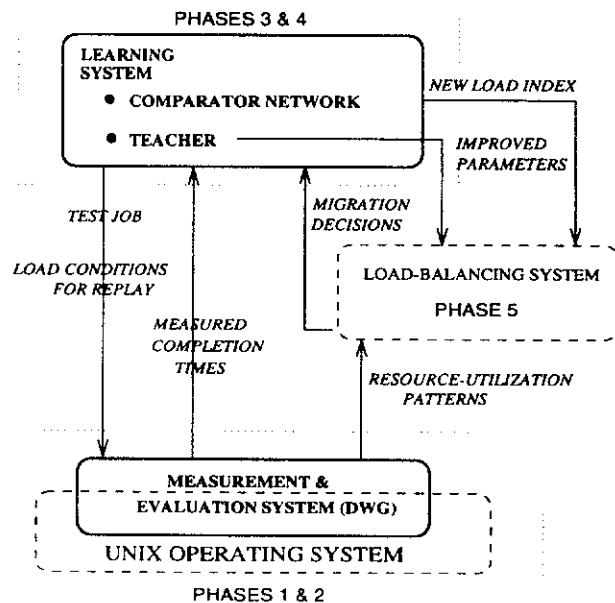 PHASES 3 & 4
LEARNING
SYSTEM
• COMPARATOR NETWORK
• TEACHER
NEW LOAD INDEX
IMPROVED
PARAMETERS
TEST JOB
MIGRATION
DECISIONS
LOAD CONDITIONS
FOR REPLAY
LOAD-BALANCING SYSTEM
PHASE 5
MEASURED
COMPLETION
TIMES
RESOURCE-UTILIZATION
PATTERNS
MEASUREMENT &
EVALUATION SYSTEM (DWG)
UNIX OPERATING SYSTEM
PHASES 1 & 2